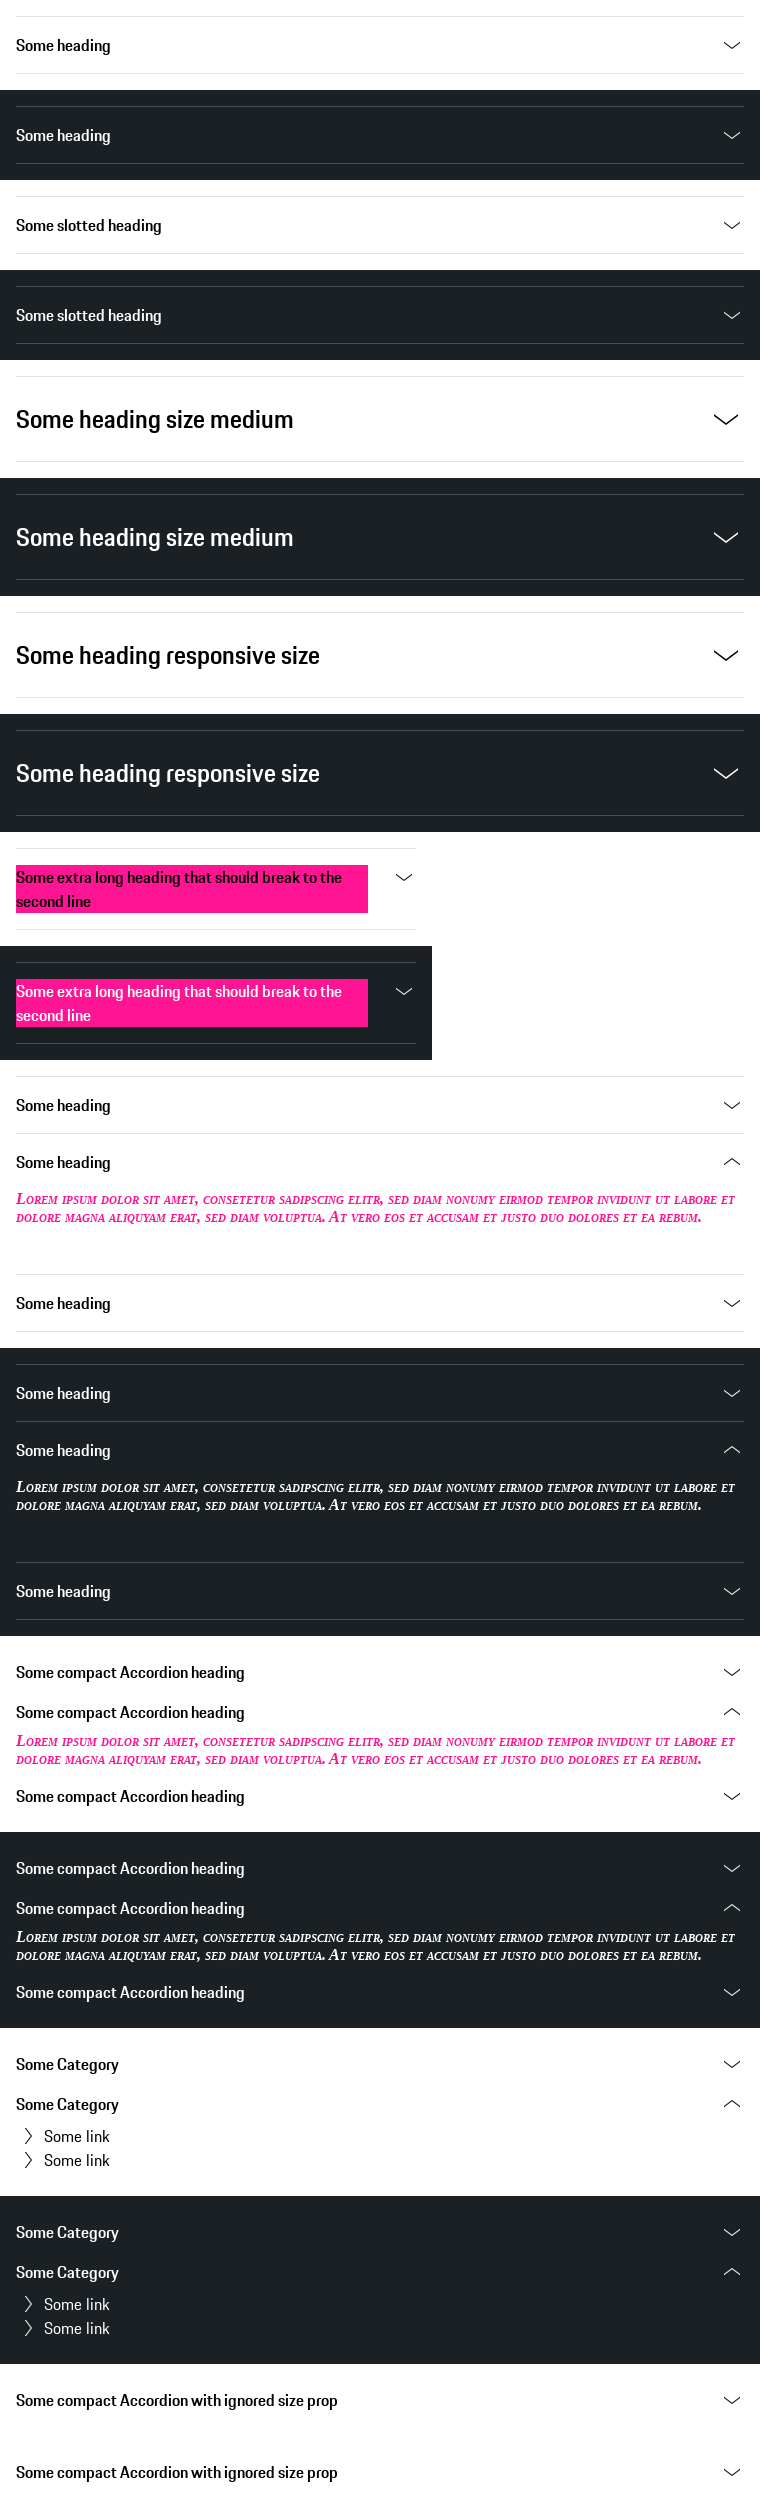 Some heading
Some heading
Some slotted heading
Some slotted heading
Some heading size medium
Some heading size medium
Some heading responsive size
Some heading responsive size
Some extra long heading that should break to the
second line
Some extra long heading that should break to the
second line
Some heading
Some heading
Lorem ipsum dolor sit amet, consetetur sadipscing elitr, sed diam nonumy eirmod tempor invidunt ut labore et
dolore magna aliquyam erat, sed diam voluptua. At vero eos et accusam et justo duo dolores et ea rebum.
Some heading
Some heading
Some heading
Lorem ipsum dolor sit amet, consetetur sadipscing elitr, sed diam nonumy eirmod tempor invidunt ut labore et
dolore magna aliquyam erat, sed diam voluptua. At vero eos et accusam et justo duo dolores et ea rebum.
Some heading
Some compact Accordion heading
Some compact Accordion heading
Lorem ipsum dolor sit amet, consetetur sadipscing elitr, sed diam nonumy eirmod tempor invidunt ut labore et
dolore magna aliquyam erat, sed diam voluptua. At vero eos et accusam et justo duo dolores et ea rebum.
Some compact Accordion heading
Some compact Accordion heading
Some compact Accordion heading
Lorem ipsum dolor sit amet, consetetur sadipscing elitr, sed diam nonumy eirmod tempor invidunt ut labore et
dolore magna aliquyam erat, sed diam voluptua. At vero eos et accusam et justo duo dolores et ea rebum.
Some compact Accordion heading
Some Category
Some Category
Some link
Some link
Some Category
Some Category
Some link
Some link
Some compact Accordion with ignored size prop
Some compact Accordion with ignored size prop